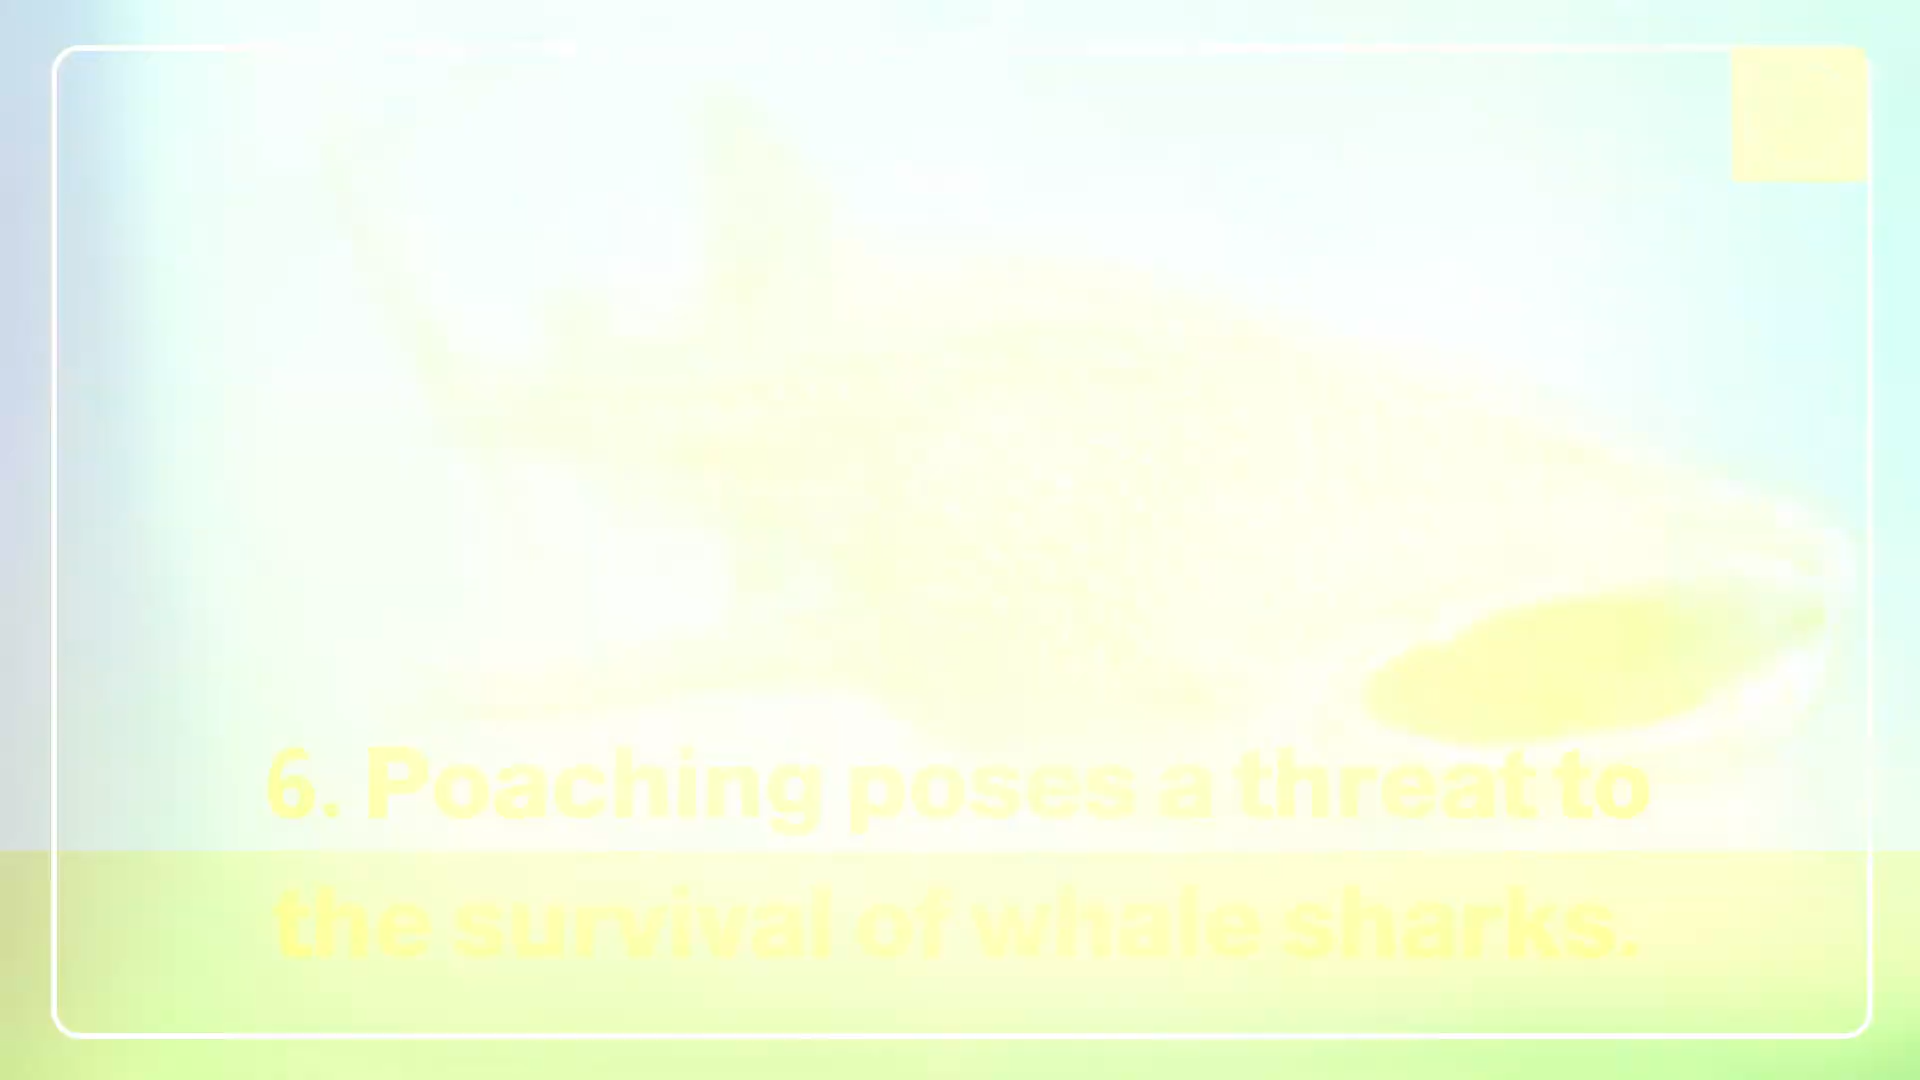 6. Poaching poses a threat to
the survival of whale sharks.